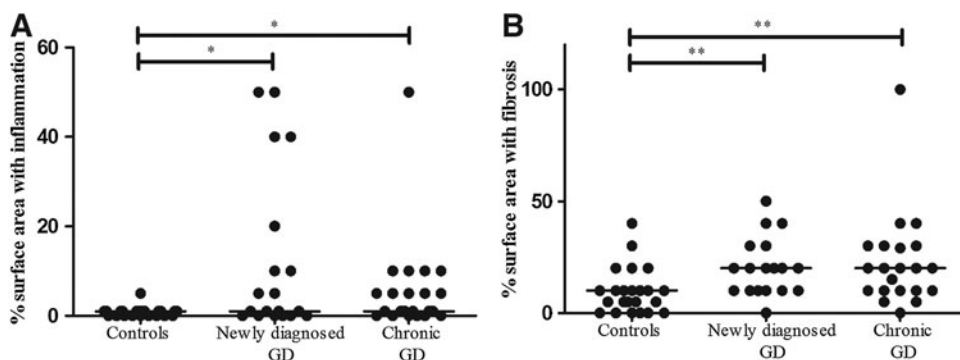 A
% surface area with inflammation
60
40
20
0
*
*
Controls
Newly diagnosed
GD
Chronic
GD
B
% surface area with fibrosis
100
50
0
**
**
Controls
Newly diagnosed
GD
Chronic
GD